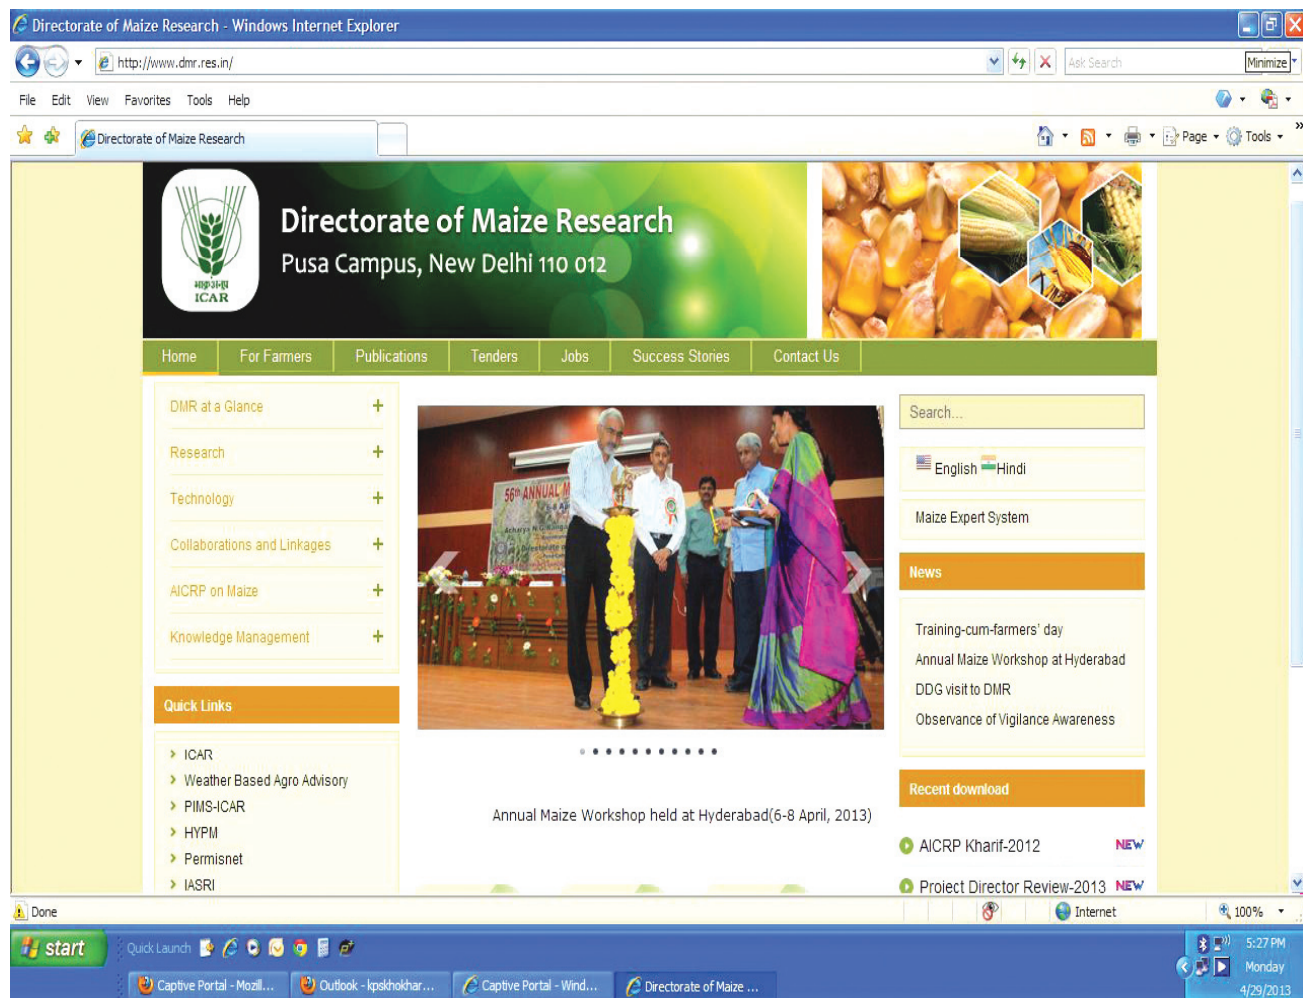 Directorate of Maize Research - Windows Internet Explorer
http://www.dmr.res.in/
Ask Search
Minimize
File Edit View Favorites Tools Help
Directorate of Maize Research
Page Tools
Directorate of Maize Research
Pusa Campus, New Delhi 110 012
भाकृअनुप
ICAR
Home For Farmers Publications Tenders Jobs Success Stories Contact Us
DMR at a Glance
Research
Technology
Collaborations and Linkages
AICRP on Maize
Knowledge Management
Quick Links
ICAR
Weather Based Agro Advisory
PIMS-ICAR
HYPM
Permisnet
IASRI
56th ANNUAL
Annual Maize Workshop held at Hyderabad(6-8 April, 2013)
Search...
English Hindi
Maize Expert System
News
Training-cum-farmers' day
Annual Maize Workshop at Hyderabad
DDG visit to DMR
Observance of Vigilance Awareness
Recent download
AICRP Kharif-2012 NEW
Project Director Review-2013 NEW
Done
Internet
100%
start
Quick Launch
5:27 PM
Monday
4/29/2013
Captive Portal - Mozill... Outlook - kpskhokhar... Captive Portal - Wind... Directorate of Maize ...